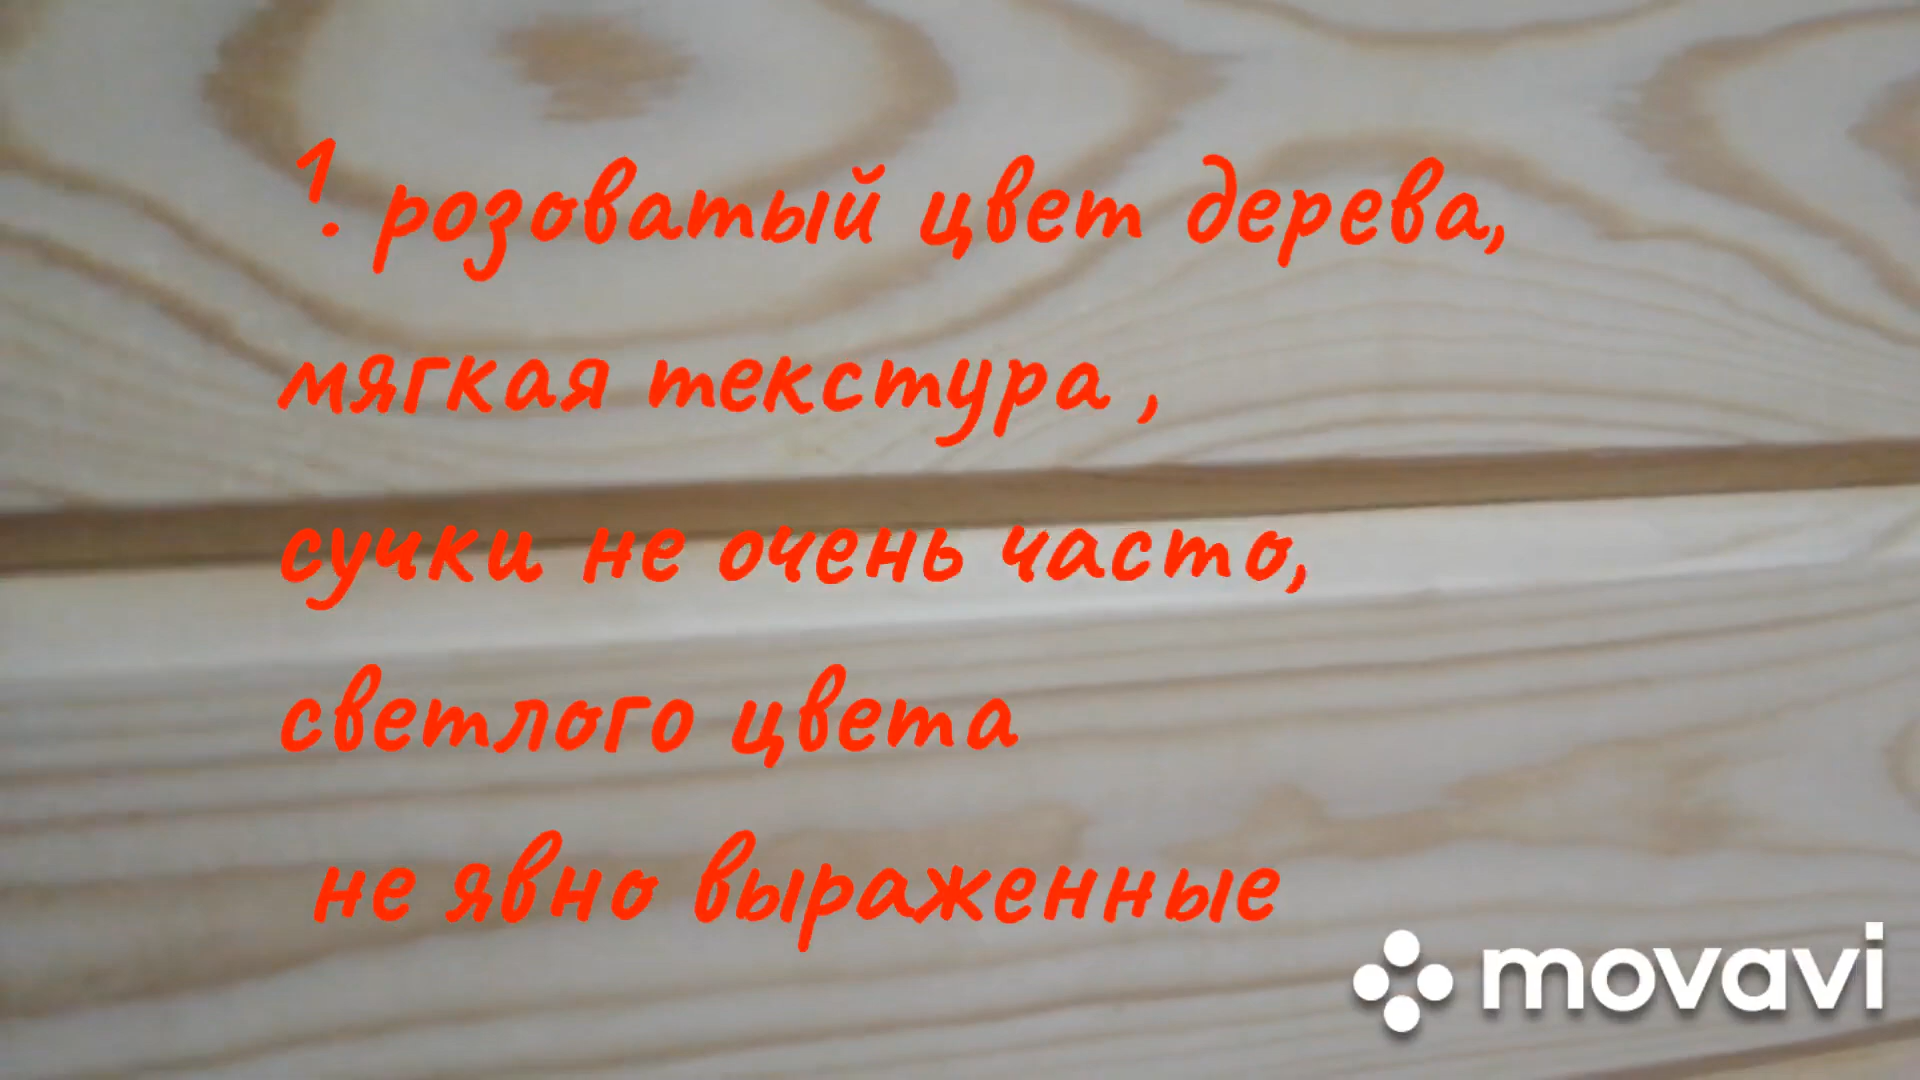 1. розоватый цвет дерева,
мягкая текстура ,
сучки не очень часто,
светлого цвета
не явно выраженные
movavi